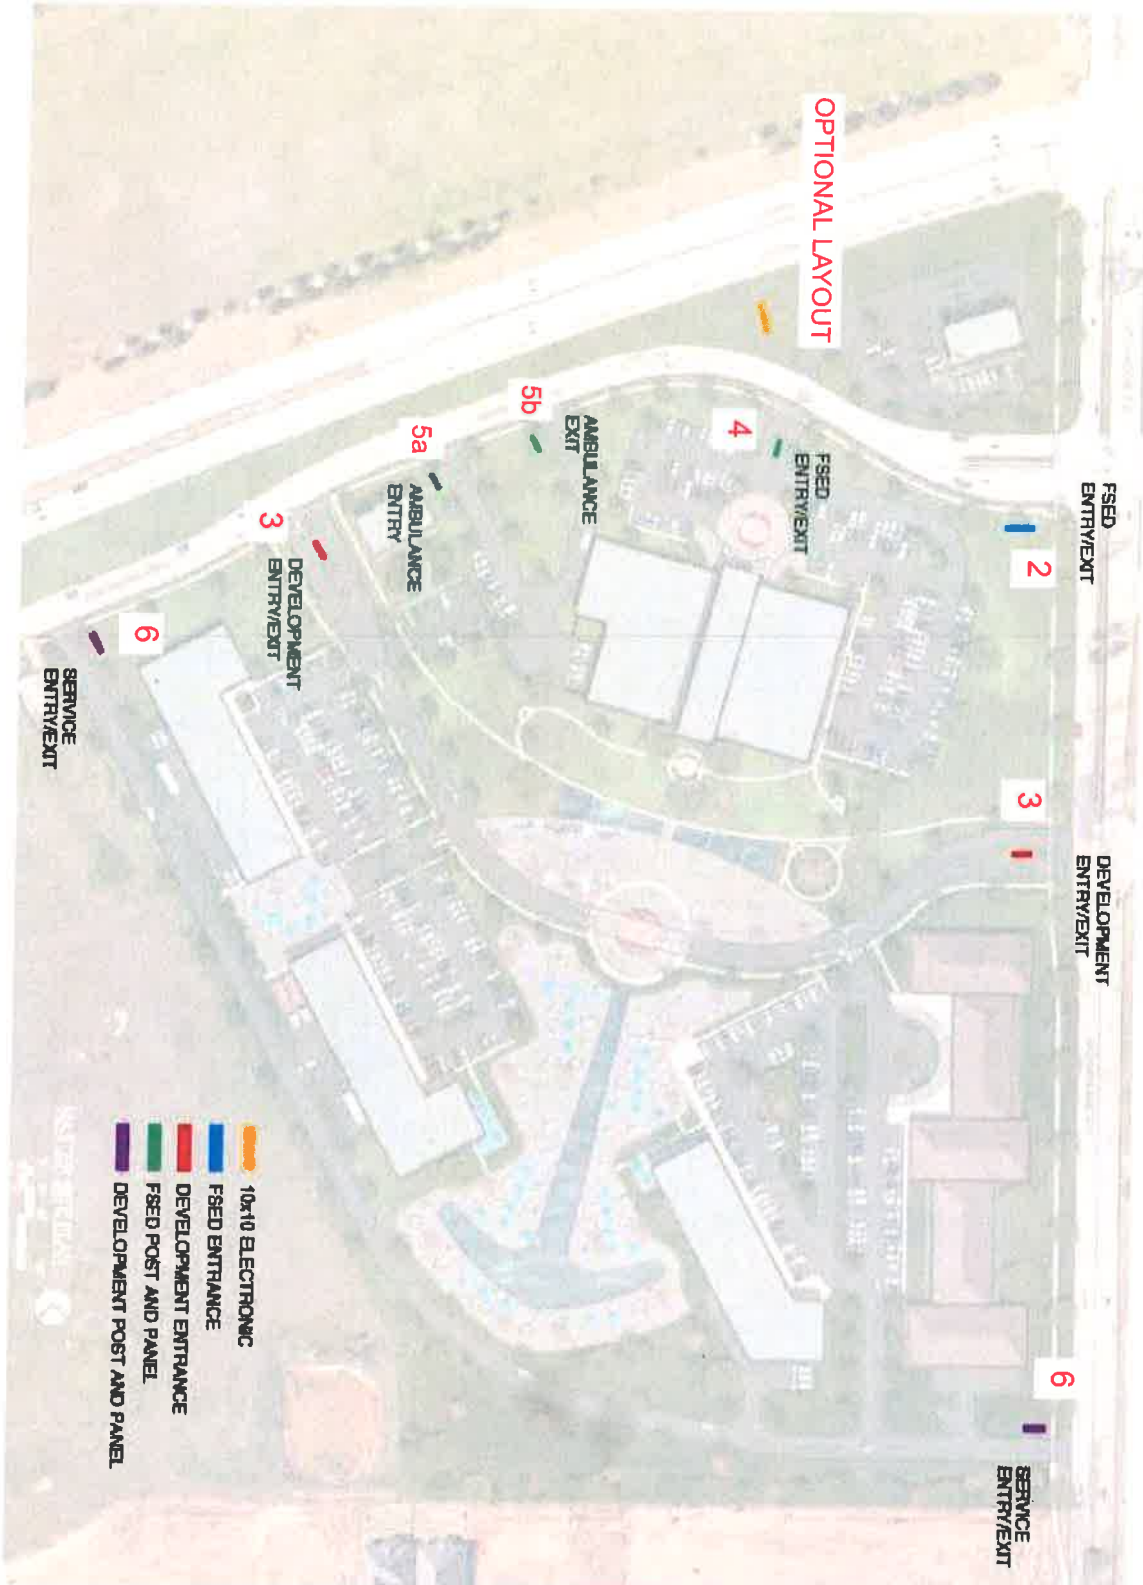 OPTIONAL LAYOUT
FSED
ENTRY/EXIT
2
FSED
ENTRY/EXIT
4
AMBULANCE
EXIT
5b
AMBULANCE
ENTRY
5a
DEVELOPMENT
ENTRY/EXIT
3
SERVICE
ENTRY/EXIT
6
DEVELOPMENT
ENTRY/EXIT
3
SERVICE
ENTRY/EXIT
6
10x10 ELECTRONIC
FSED ENTRANCE
DEVELOPMENT ENTRANCE
FSED POST AND PANEL
DEVELOPMENT POST AND PANEL